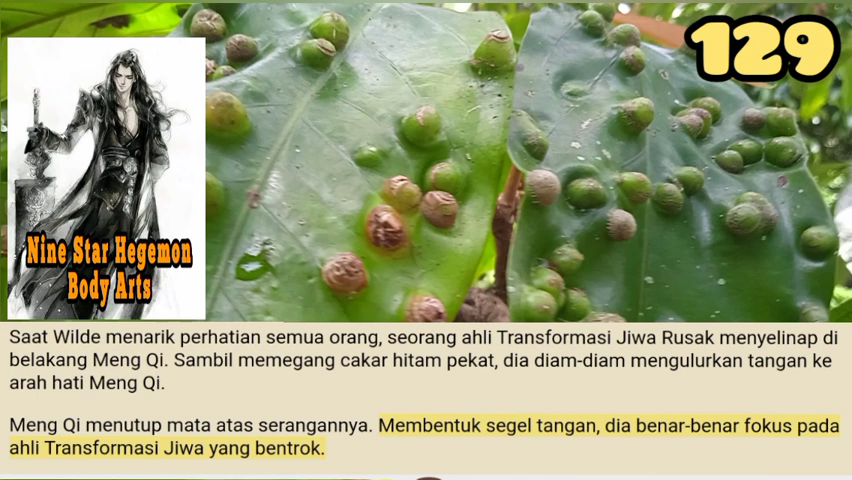 129
Nine Star Hegemon
Body Arts
Saat Wilde menarik perhatian semua orang, seorang ahli Transformasi Jiwa Rusak menyelinap di
belakang Meng Qi. Sambil memegang cakar hitam pekat, dia diam-diam mengulurkan tangan ke
arah hati Meng Qi.
Meng Qi menutup mata atas serangannya. Membentuk segel tangan, dia benar-benar fokus pada
ahli Transformasi Jiwa yang bentrok.